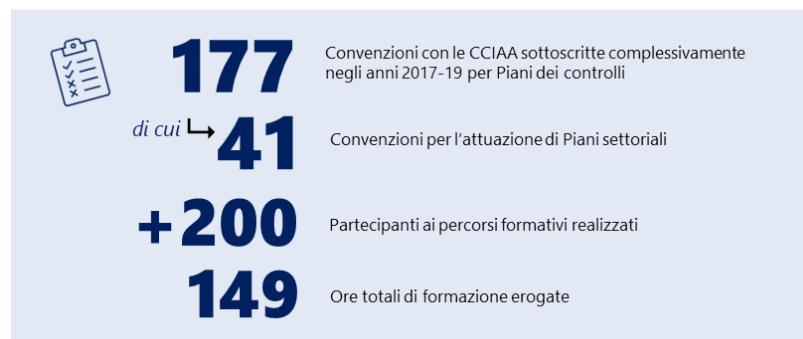 177
Convenzioni con le CCIAA sottoscritte complessivamente
negli anni 2017-19 per Piani dei controlli
di cui
41
Convenzioni per l'attuazione di Piani settoriali
+200
Partecipanti ai percorsi formativi realizzati
149
Ore totali di formazione erogate